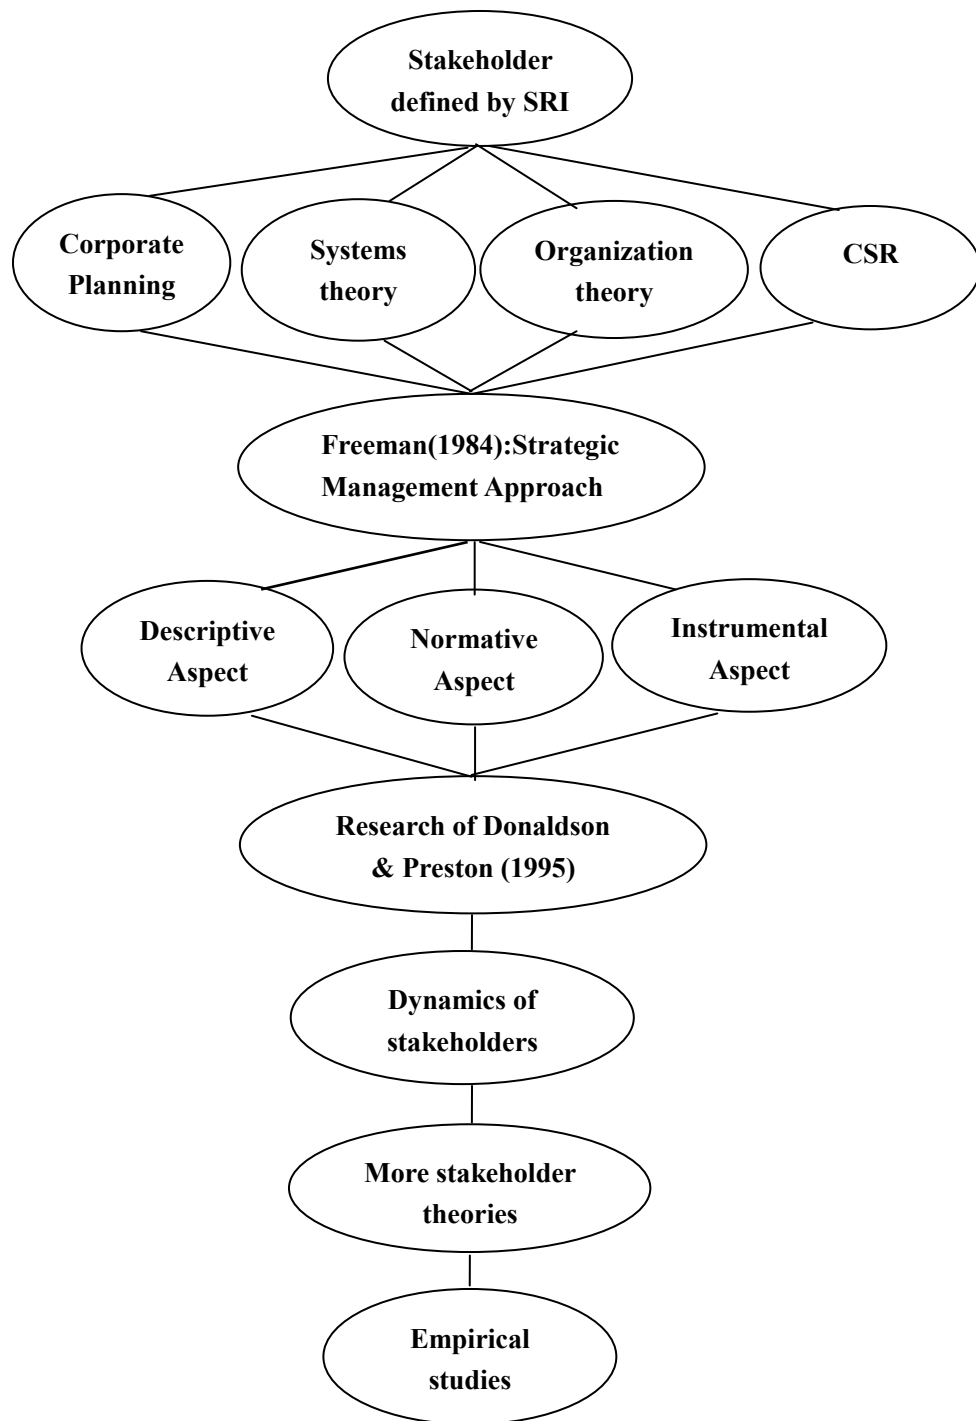 Stakeholder
defined by SRI
Corporate
Planning
Systems
theory
Organization
theory
CSR
Freeman(1984):Strategic
Management Approach
Descriptive
Aspect
Normative
Aspect
Instrumental
Aspect
Research of Donaldson
& Preston (1995)
Dynamics of
stakeholders
More stakeholder
theories
Empirical
studies